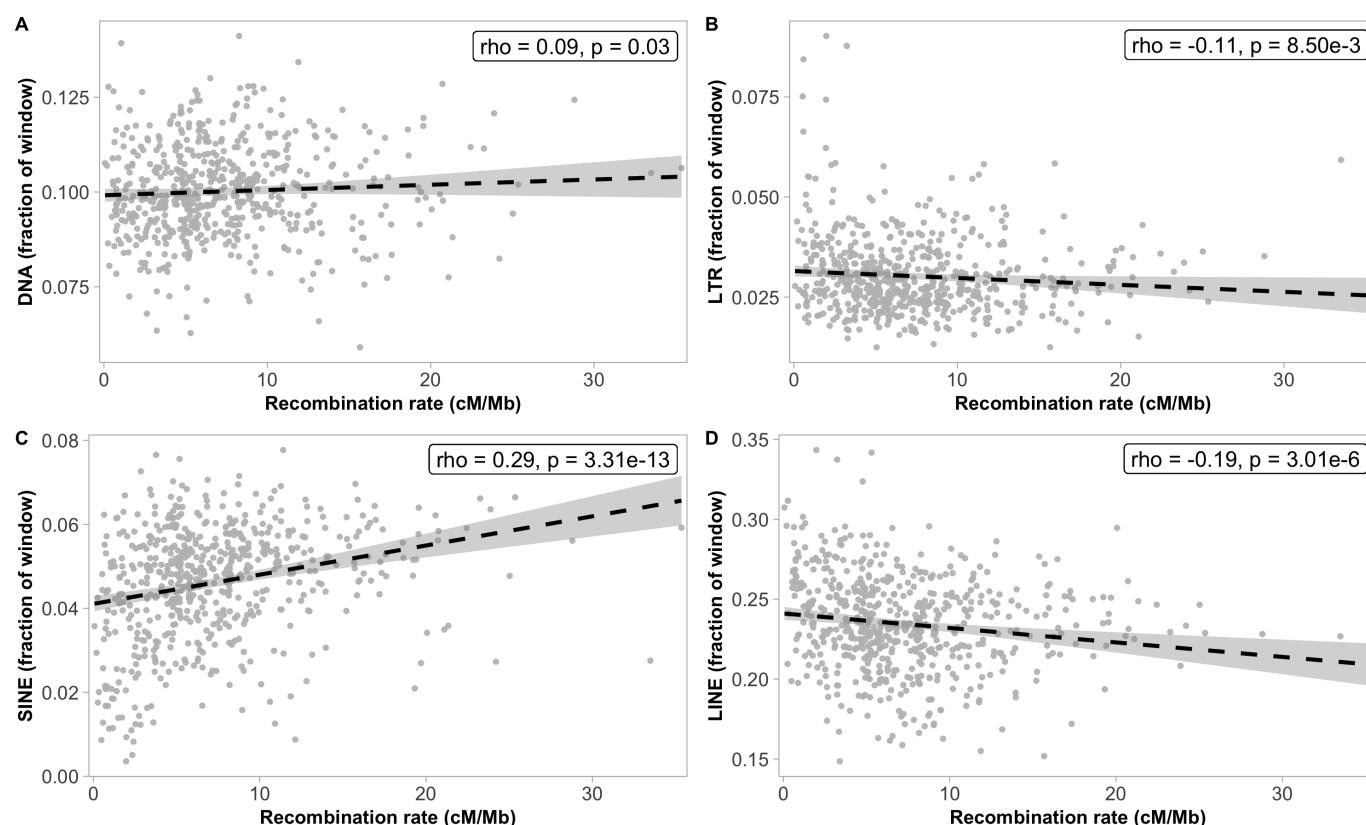 A
rho = 0.09, p = 0.03
DNA (fraction of window)
0.125
0.100
0.075
0 10 20 30
Recombination rate (cM/Mb)
B
rho = -0.11, p = 8.50e-3
LTR (fraction of window)
0.075
0.050
0.025
0 10 20 30
Recombination rate (cM/Mb)
C
rho = 0.29, p = 3.31e-13
SINE (fraction of window)
0.08
0.06
0.04
0.02
0.00
0 10 20 30
Recombination rate (cM/Mb)
D
rho = -0.19, p = 3.01e-6
LINE (fraction of window)
0.35
0.30
0.25
0.20
0.15
0 10 20 30
Recombination rate (cM/Mb)